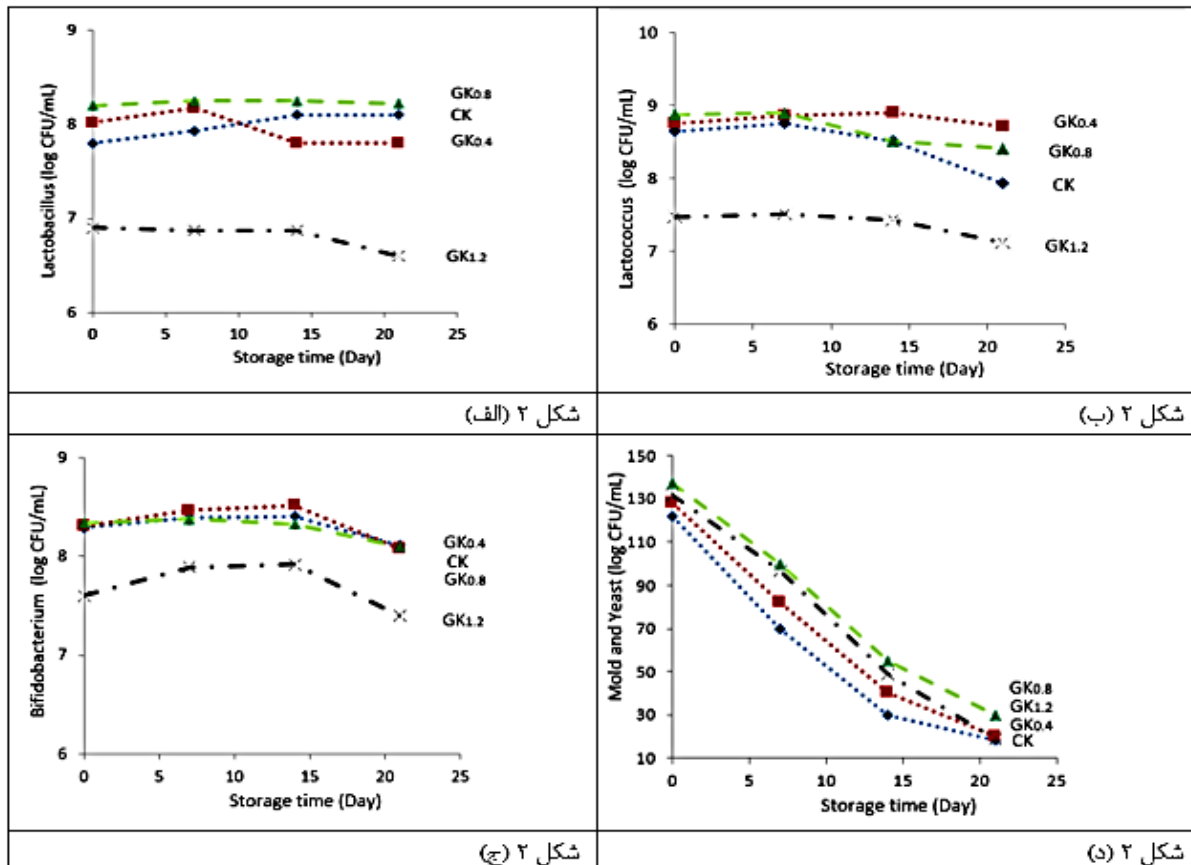 Lactobacillus (log CFU/mL)
9
8
7
6
0 5 10 15 20 25
Storage time (Day)
GK0.8
CK
GK0.4
GK1.2
شکل ۲ (الف)
Lactococcus (log CFU/mL)
10
9
8
7
6
0 5 10 15 20 25
Storage time (Day)
GK0.4
GK0.8
CK
GK1.2
شکل ۲ (ب)
Bifidobacterium (log CFU/mL)
9
8
7
6
0 5 10 15 20 25
Storage time (Day)
GK0.4
CK
GK0.8
GK1.2
شکل ۲ (ج)
Mold and Yeast (log CFU/mL)
150
130
110
90
70
50
30
10
0 5 10 15 20 25
Storage time (Day)
GK0.8
GK1.2
GK0.4
CK
شکل ۲ (د)